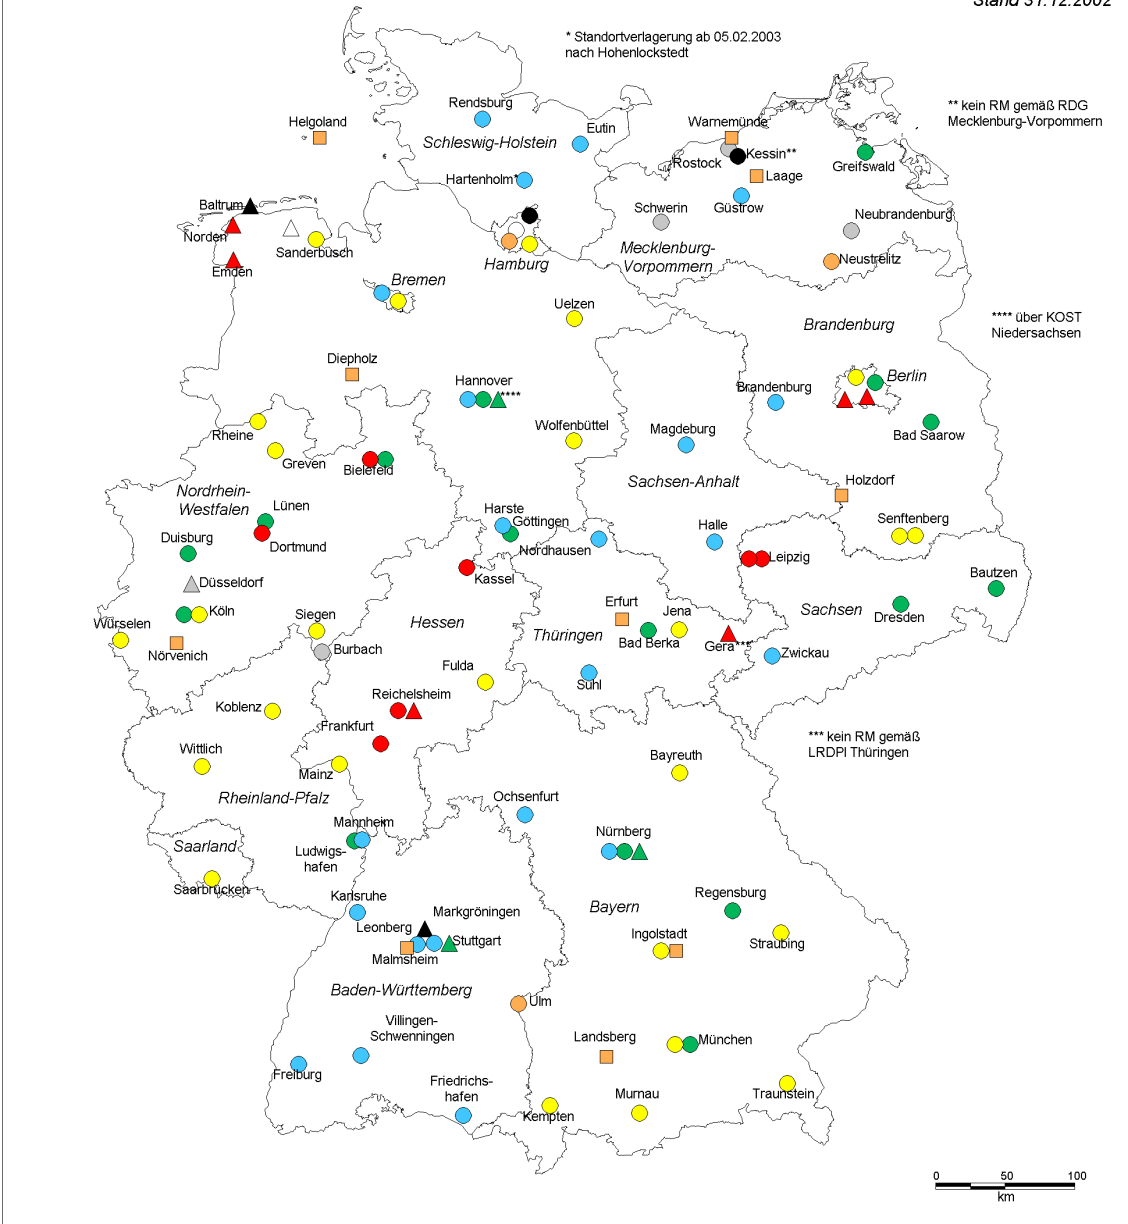 Stand 31.12.2002
* Standortverlagerung ab 05.02.2003
nach Hohenlockstedt
** kein RM gemäß RDG
Mecklenburg-Vorpommern
Rendsburg
Helgoland
Eutin
Schleswig-Holstein
Warnemünde
Kessin**
Rostock
Greifswald
Hartenholm*
Laage
Güstrow
Baltrum
Norden
Sanderbusch
Emden
Schwerin
Neubrandenburg
Mecklenburg-
Vorpommern
Hamburg
Neustrelitz
Bremen
Uelzen
**** über KOST
Niedersachsen
Brandenburg
Diepholz
Hannover
****
Brandenburg
Berlin
Rheine
Greven
Bielefeld
Wolfenbüttel
Magdeburg
Bad Saarow
Nordrhein-
Westfalen
Sachsen-Anhalt
Holzdorf
Lünen
Duisburg
Dortmund
Harste
Göttingen
Nordhausen
Halle
Senftenberg
Leipzig
Düsseldorf
Kassel
Bautzen
Köln
Würselen
Nörvenich
Siegen
Burbach
Hessen
Erfurt
Jena
Thüringen
Bad Berka
Gera***
Sachsen
Dresden
Zwickau
Suhl
Fulda
Koblenz
Reichelsheim
Frankfurt
Wittlich
Mainz
*** kein RM gemäß
LRDPl Thüringen
Bayreuth
Rheinland-Pfalz
Ochsenfurt
Mannheim
Nürnberg
Saarland
Ludwigs-
hafen
Saarbrücken
Karlsruhe
Regensburg
Markgröningen
Leonberg
Bayern
Stuttgart
Malmsheim
Ingolstadt
Straubing
Baden-Württemberg
Ulm
Villingen-
Schwenningen
Landsberg
München
Freiburg
Friedrichs-
hafen
Kempten
Murnau
Traunstein
0 50 100
km